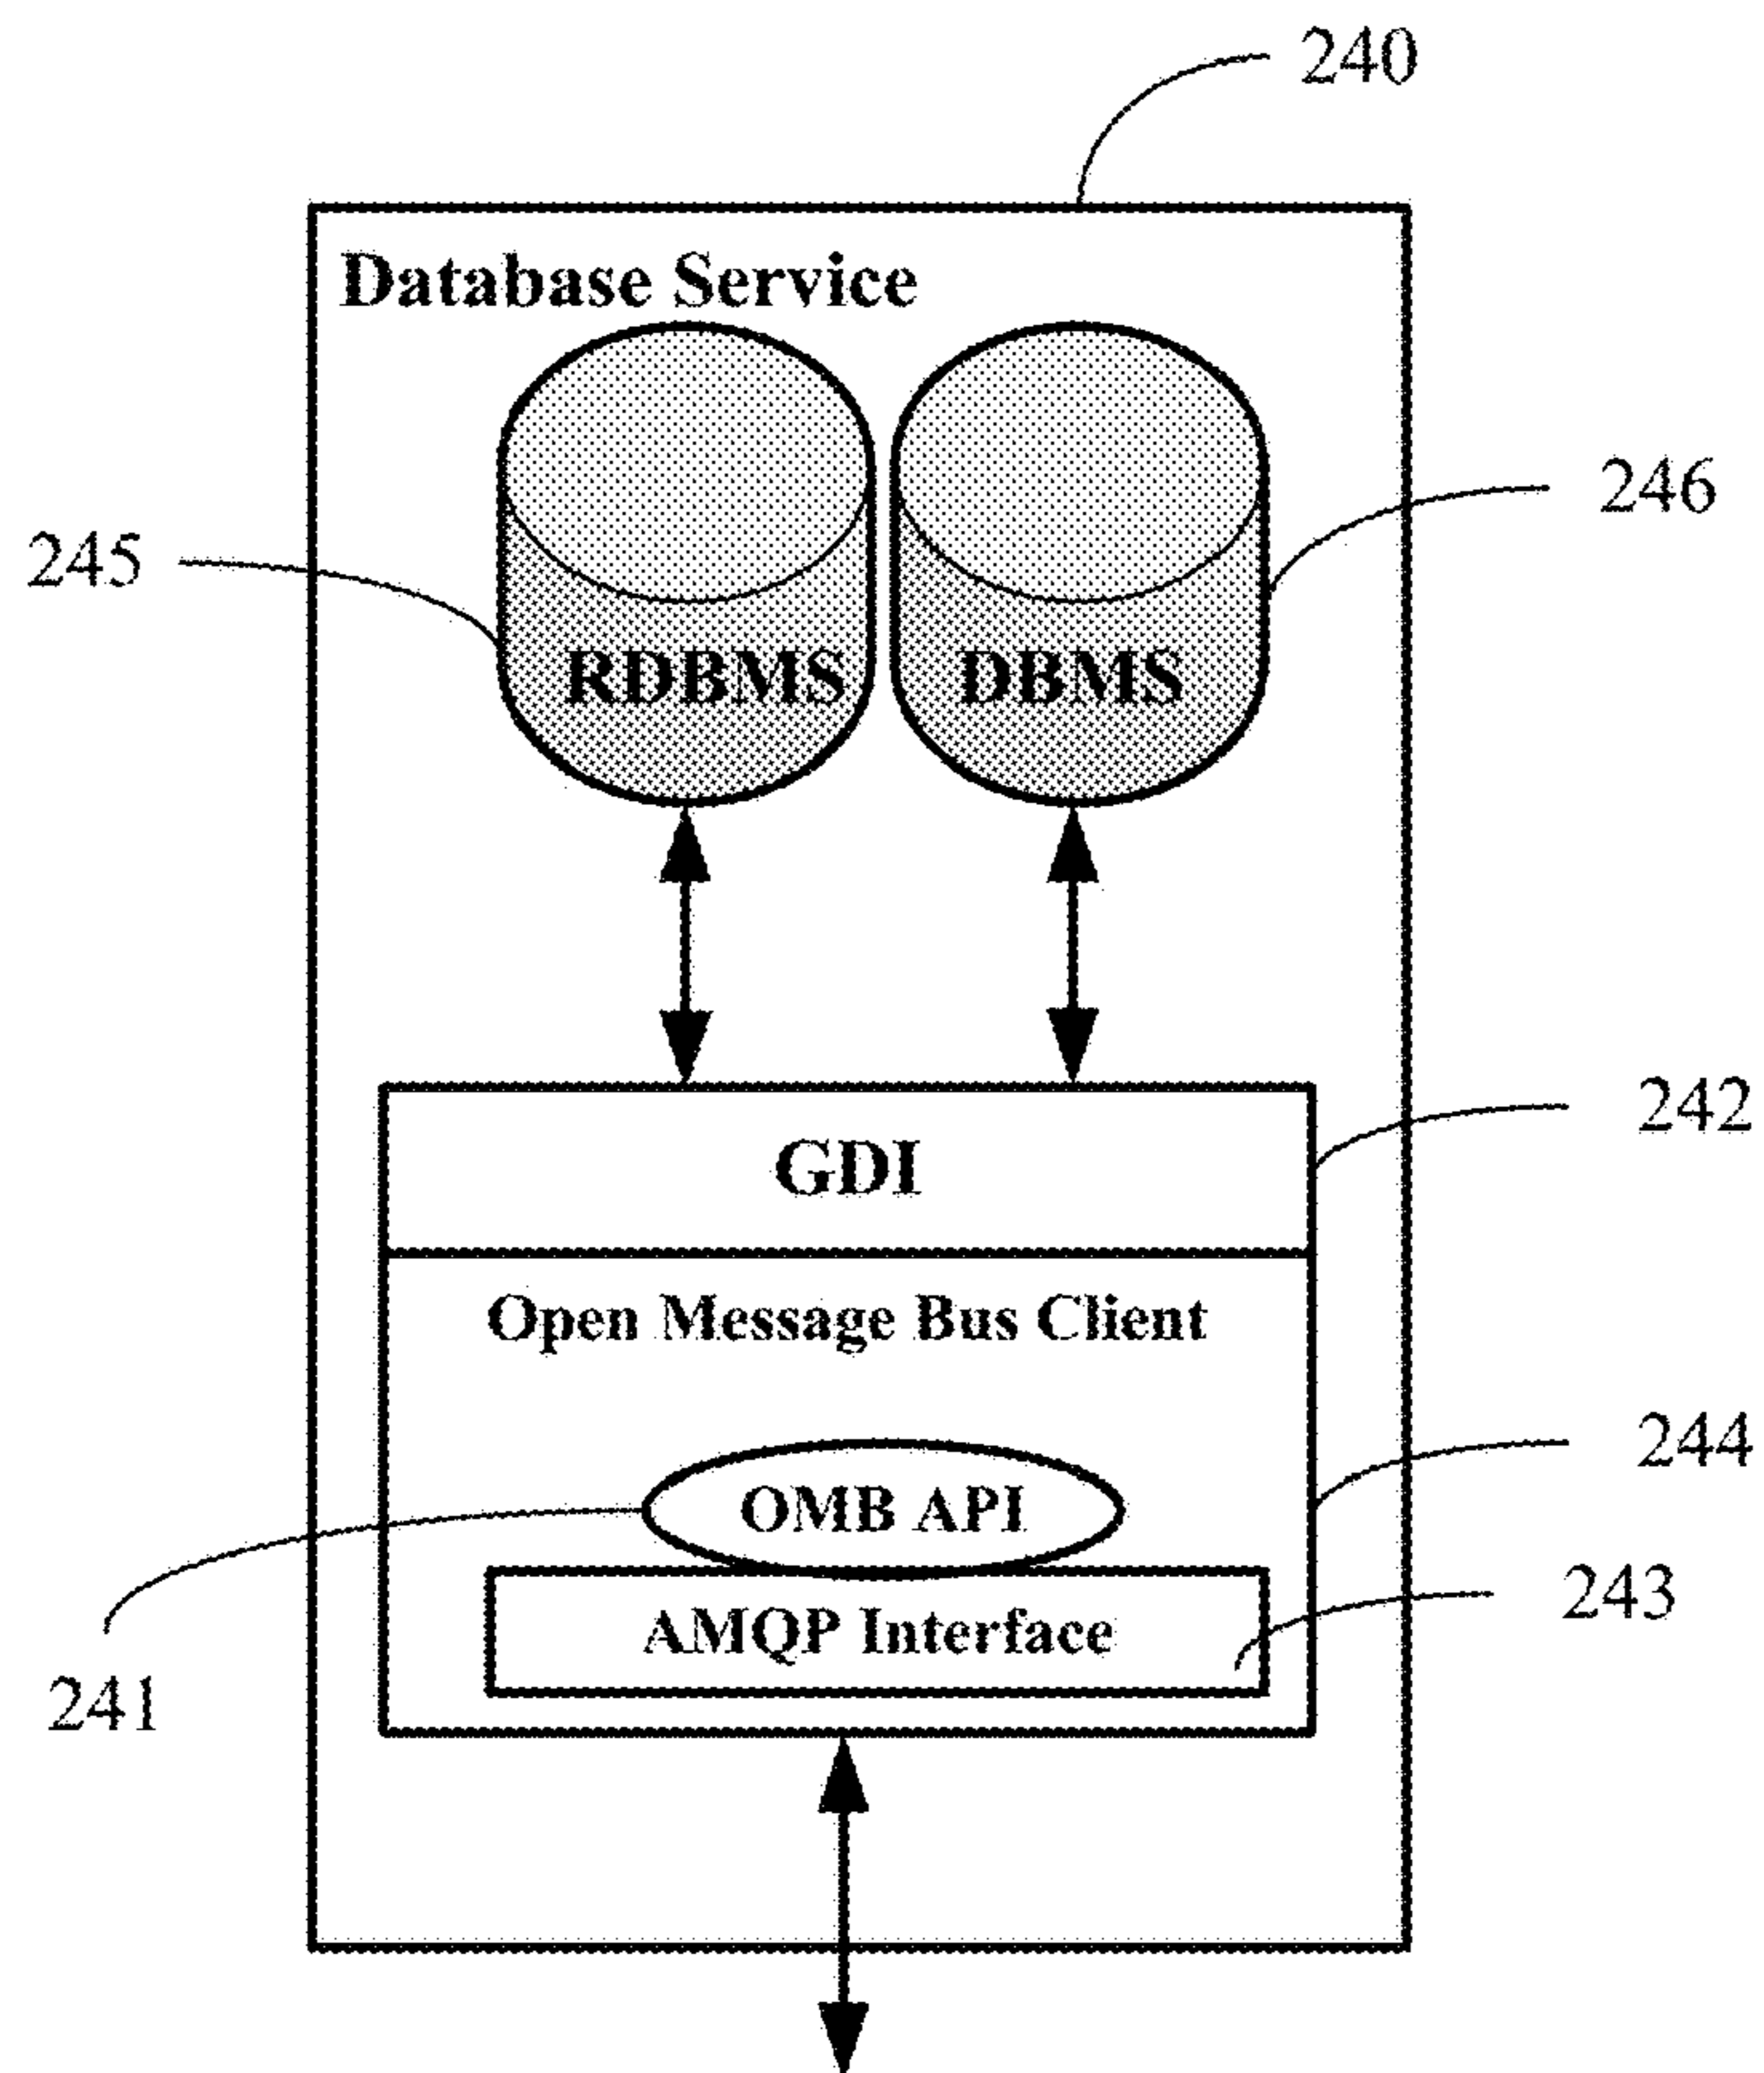 240
Database Service
246
245
RDBMS
DBMS
242
GDI
Open Message Bus Client
244
OMB API
243
AMQP Interface
241